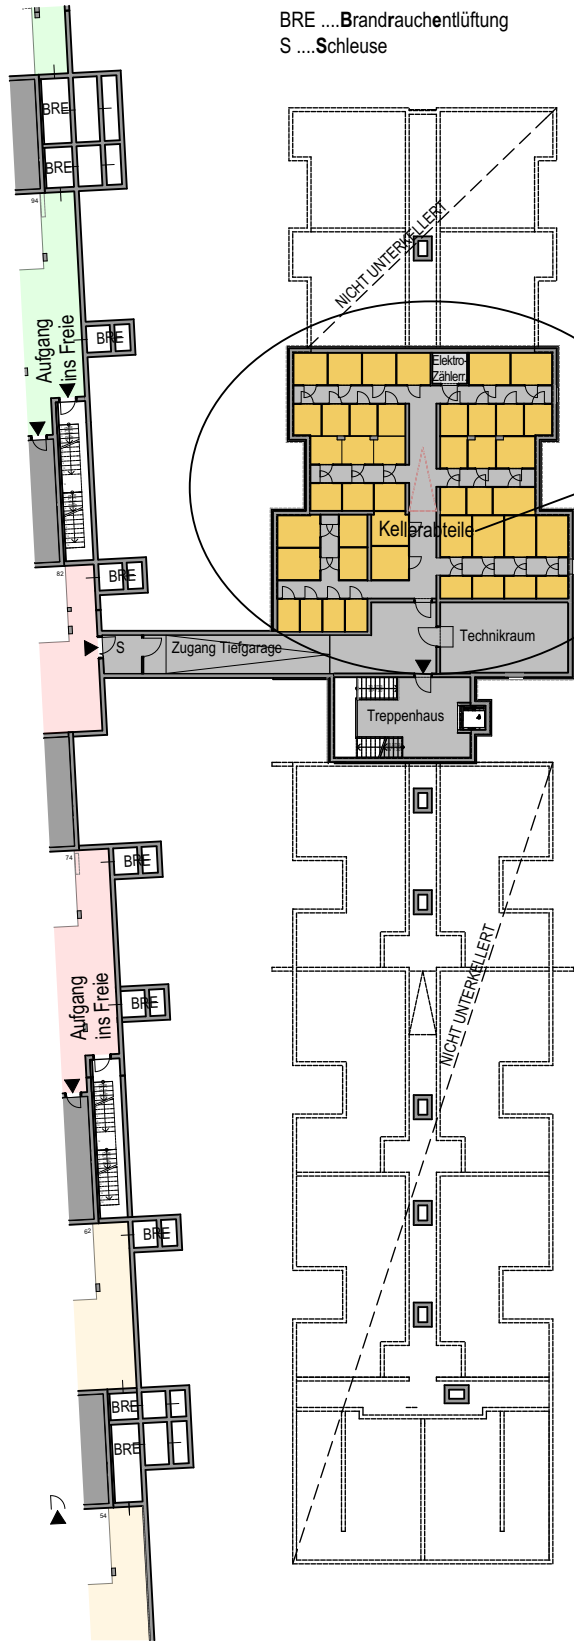 BRE ....Brandrauchentlüftung
S ....Schleuse
BRE
BRE
94
NICHT UNTERKELLERT
Aufgang
ins Freie
BRE
Elektro-
Zählerr.
Kellerabteile
BRE
82
S
Zugang Tiefgarage
Technikraum
Treppenhaus
74
BRE
NICHT UNTERKELLERT
Aufgang
ins Freie
BRE
62
BRE
BRE
BRE
54